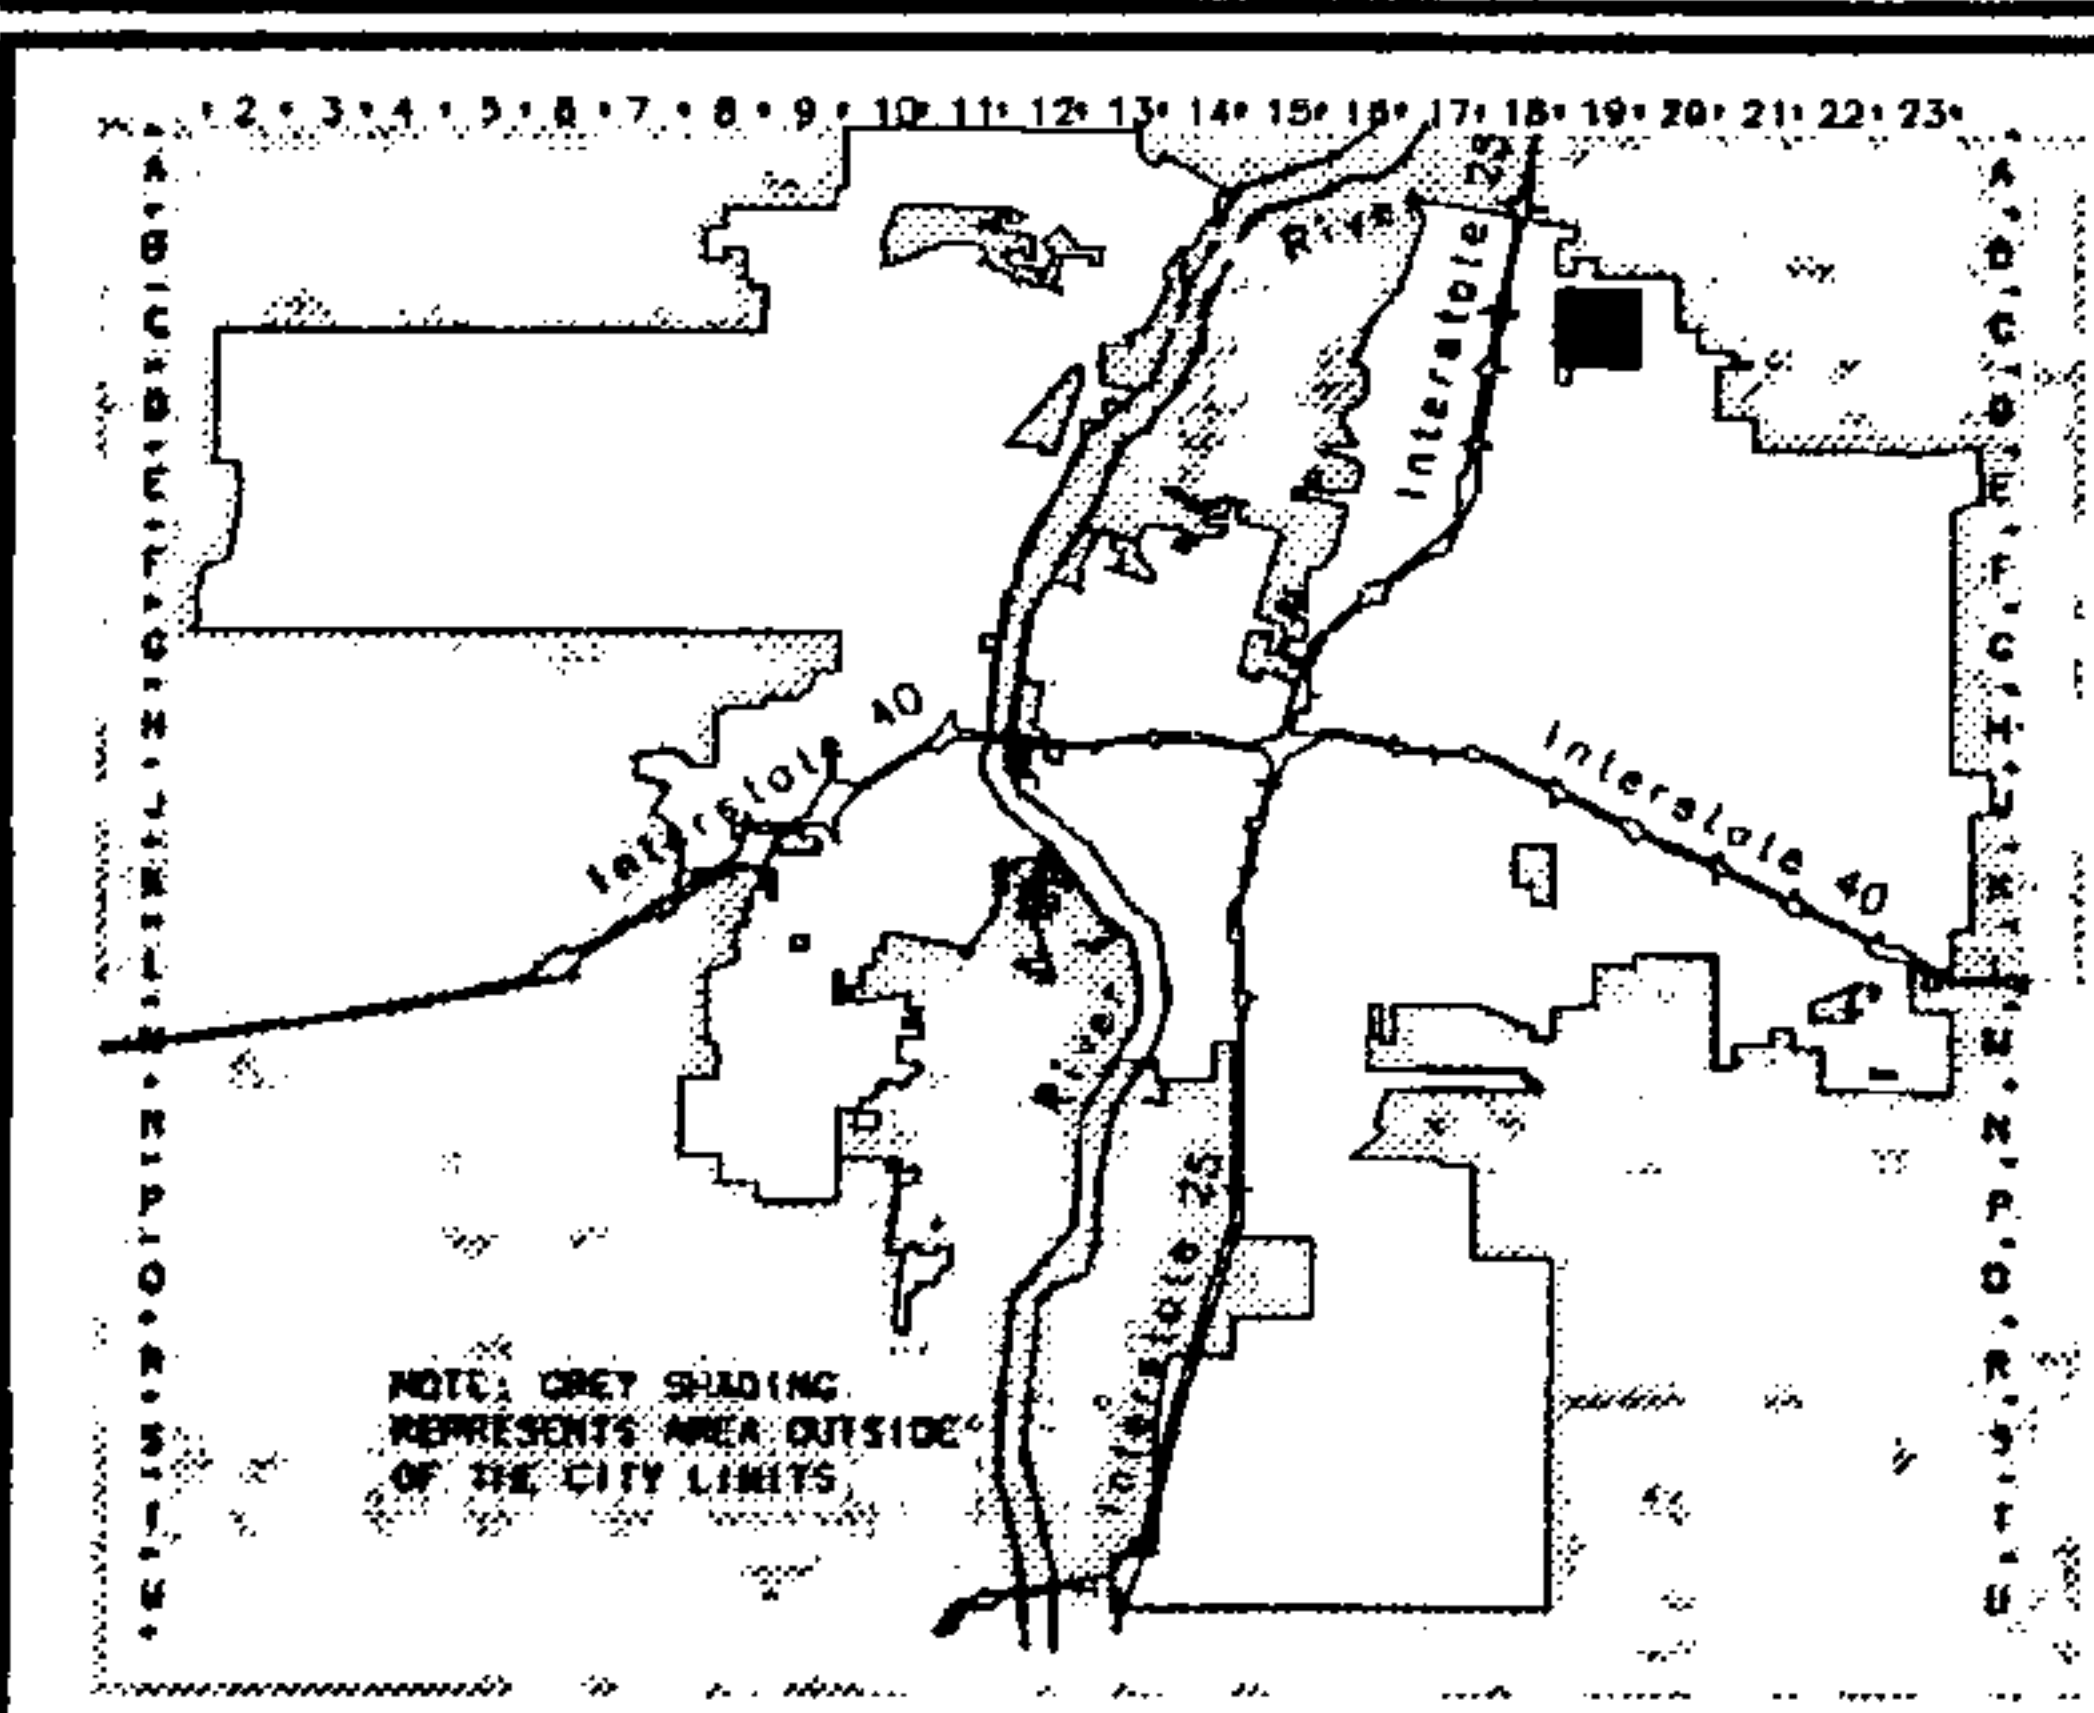 2 3 4 5 6 7 8 9 10 11 12 13 14 15 16 17 18 19 20 21 22 23
A A
B B
C C
D D
E E
F F
G G
H H
J J
K K
L L
M M
N N
P P
Q Q
R R
S S
T T
U U
River
Interstate 25
Interstate 40
Interstate 40
River
Interstate 25
NOTE: GREY SHADING
REPRESENTS AREA OUTSIDE
OF THE CITY LIMITS